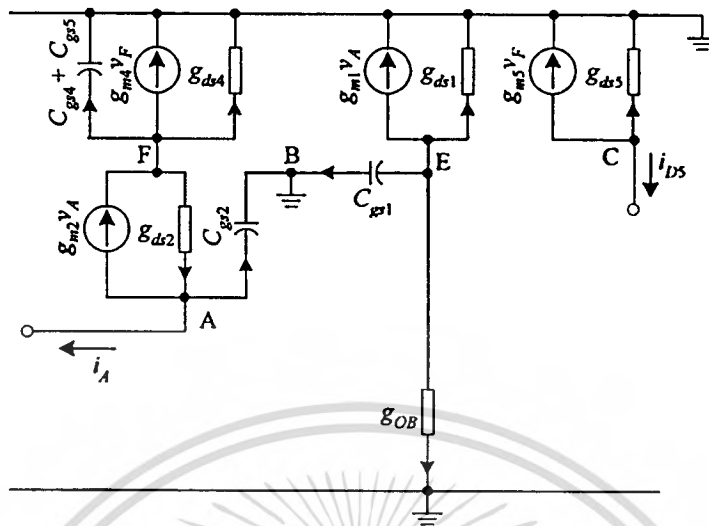 C_gs4 + C_gs5
g_m4 v_F
g_ds4
g_m1 v_A
g_ds1
g_m5 v_F
g_ds5
F
B
E
C
i_D5
g_m2 v_A
g_ds2
C_gs2
C_gs1
A
i_A
g_OB